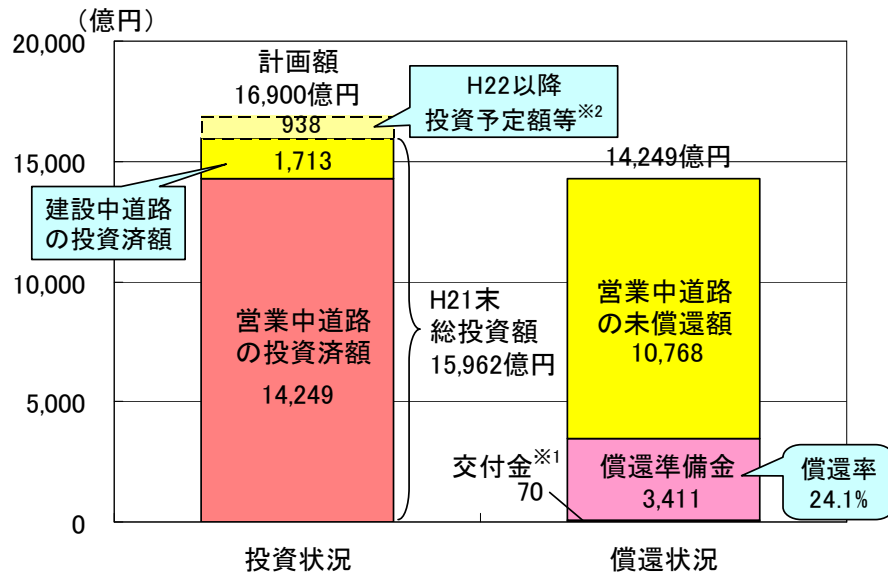 （億円）
20,000
15,000
10,000
5,000
0
計画額
16,900億円
938
1,713
H22以降
投資予定額等※2
建設中道路
の投資済額
営業中道路
の投資済額
14,249
H21末
総投資額
15,962億円
14,249億円
営業中道路
の未償還額
10,768
交付金※1
70
償還準備金
3,411
償還率
24.1%
投資状況
償還状況